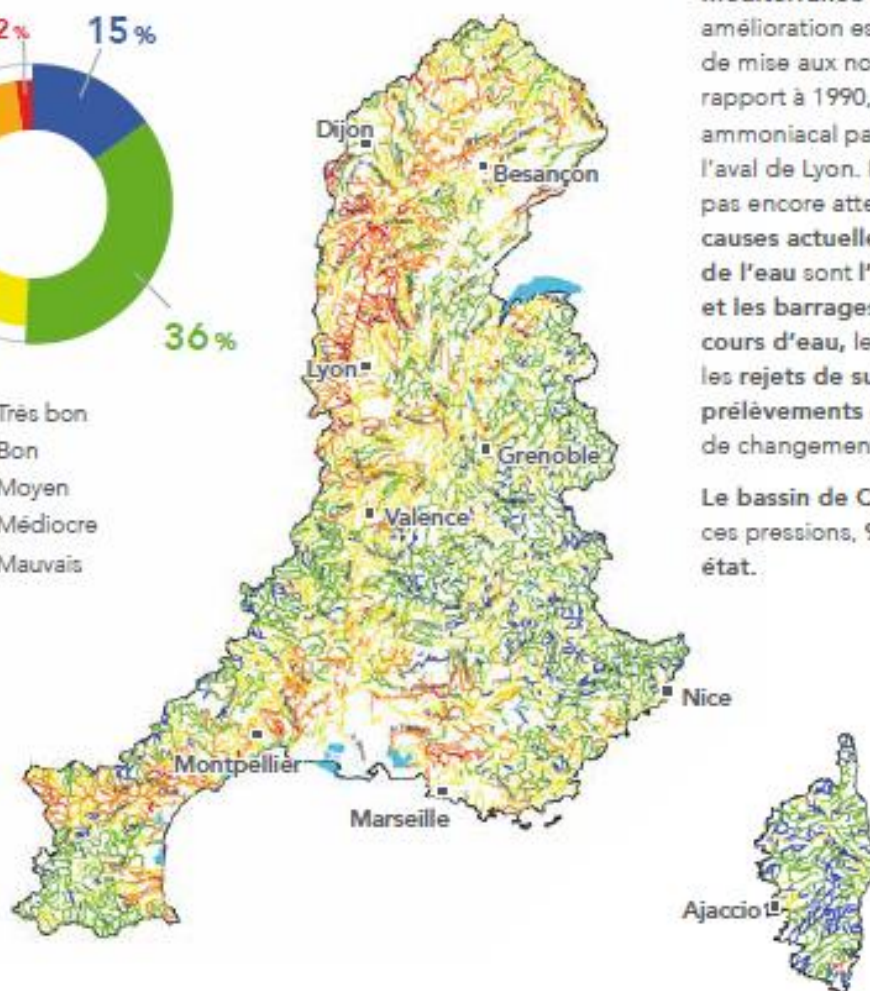 2%
15%
36%
Très bon
Bon
Moyen
Médiocre
Mauvais
Dijon
Besançon
Lyon
Grenoble
Valence
Nice
Montpellier
Marseille
Ajaccio
amélioration es
de mise aux no
rapport à 1990,
ammoniacal pa
l'aval de Lyon.
pas encore atte
causes actuelle
de l'eau sont l'
et les barrages
cours d'eau, le
les rejets de su
prélèvements
de changemen
Le bassin de C
ces pressions, 9
état.